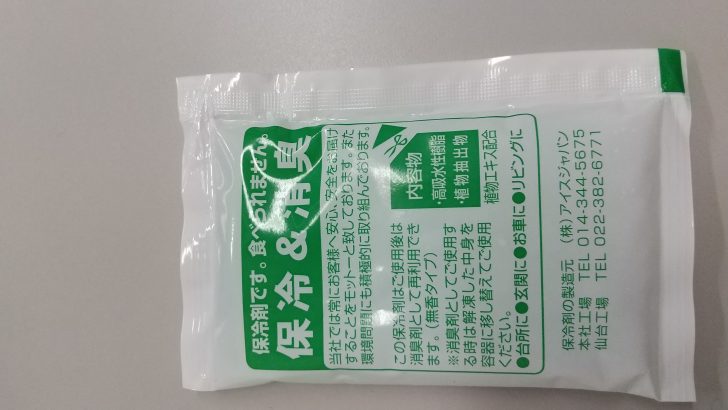 保冷剤です。食べられません。
保冷&消臭
当社では常にお客様へ安心、安全をお届け
することをモットーと致しております。また
環境問題にも積極的に取り組んでおります。
この保冷剤はご使用後は
消臭剤として再利用でき
ます。(無香タイプ)
※消臭剤としてご使用す
る時は解凍した中身を
容器に移し替えてご使用
ください。
内容物
・高吸水性樹脂
・植物抽出物
植物エキス配合
●台所に●玄関に●お車に●リビングに
保冷剤の製造元 (株)アイスジャパン
本社工場 TEL 014-344-5675
仙台工場 TEL 022-382-6771